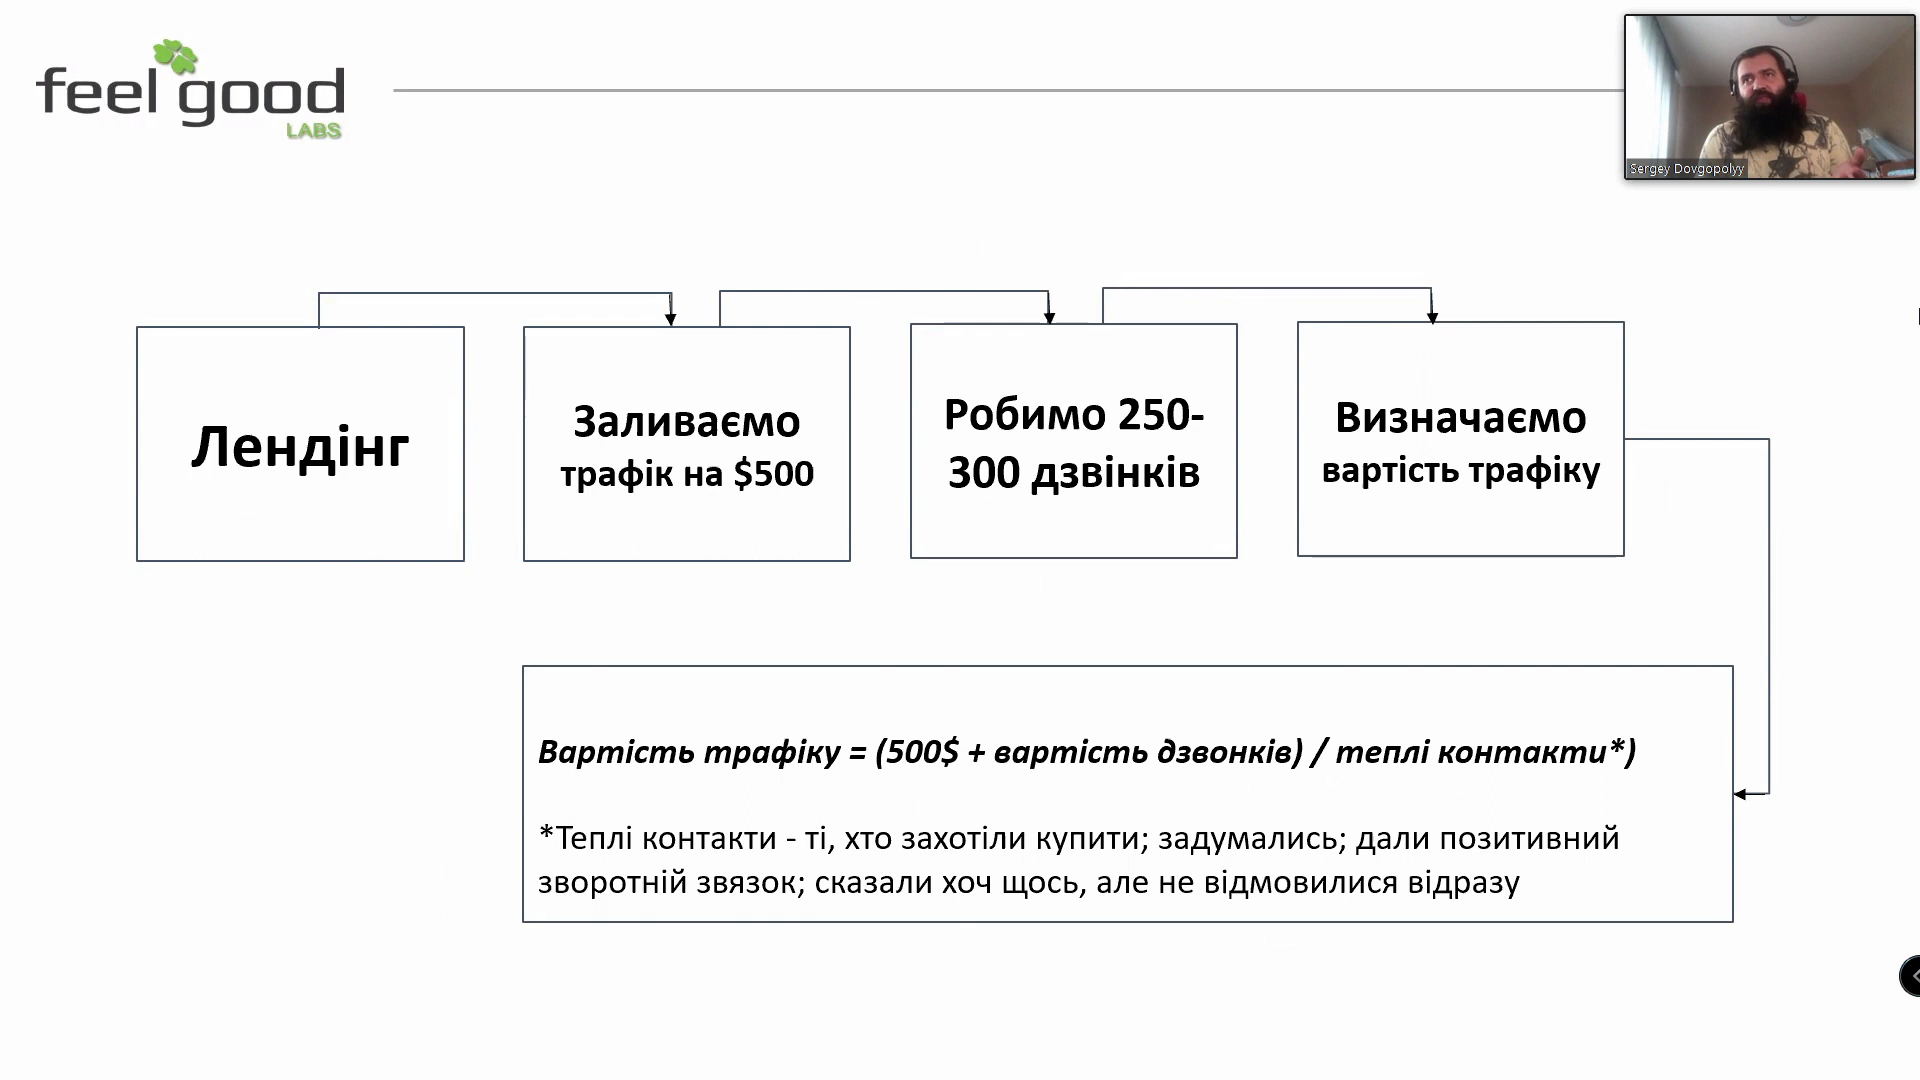 feel good
LABS
Sergey Dovgopolyy
Лендінг
Заливаємо
трафік на $500
Робимо 250-
300 дзвінків
Визначаємо
вартість трафіку
Вартість трафіку = (500$ + вартість дзвонків) / теплі контакти*)
*Теплі контакти - ті, хто захотіли купити; задумались; дали позитивний
зворотній звязок; сказали хоч щось, але не відмовилися відразу